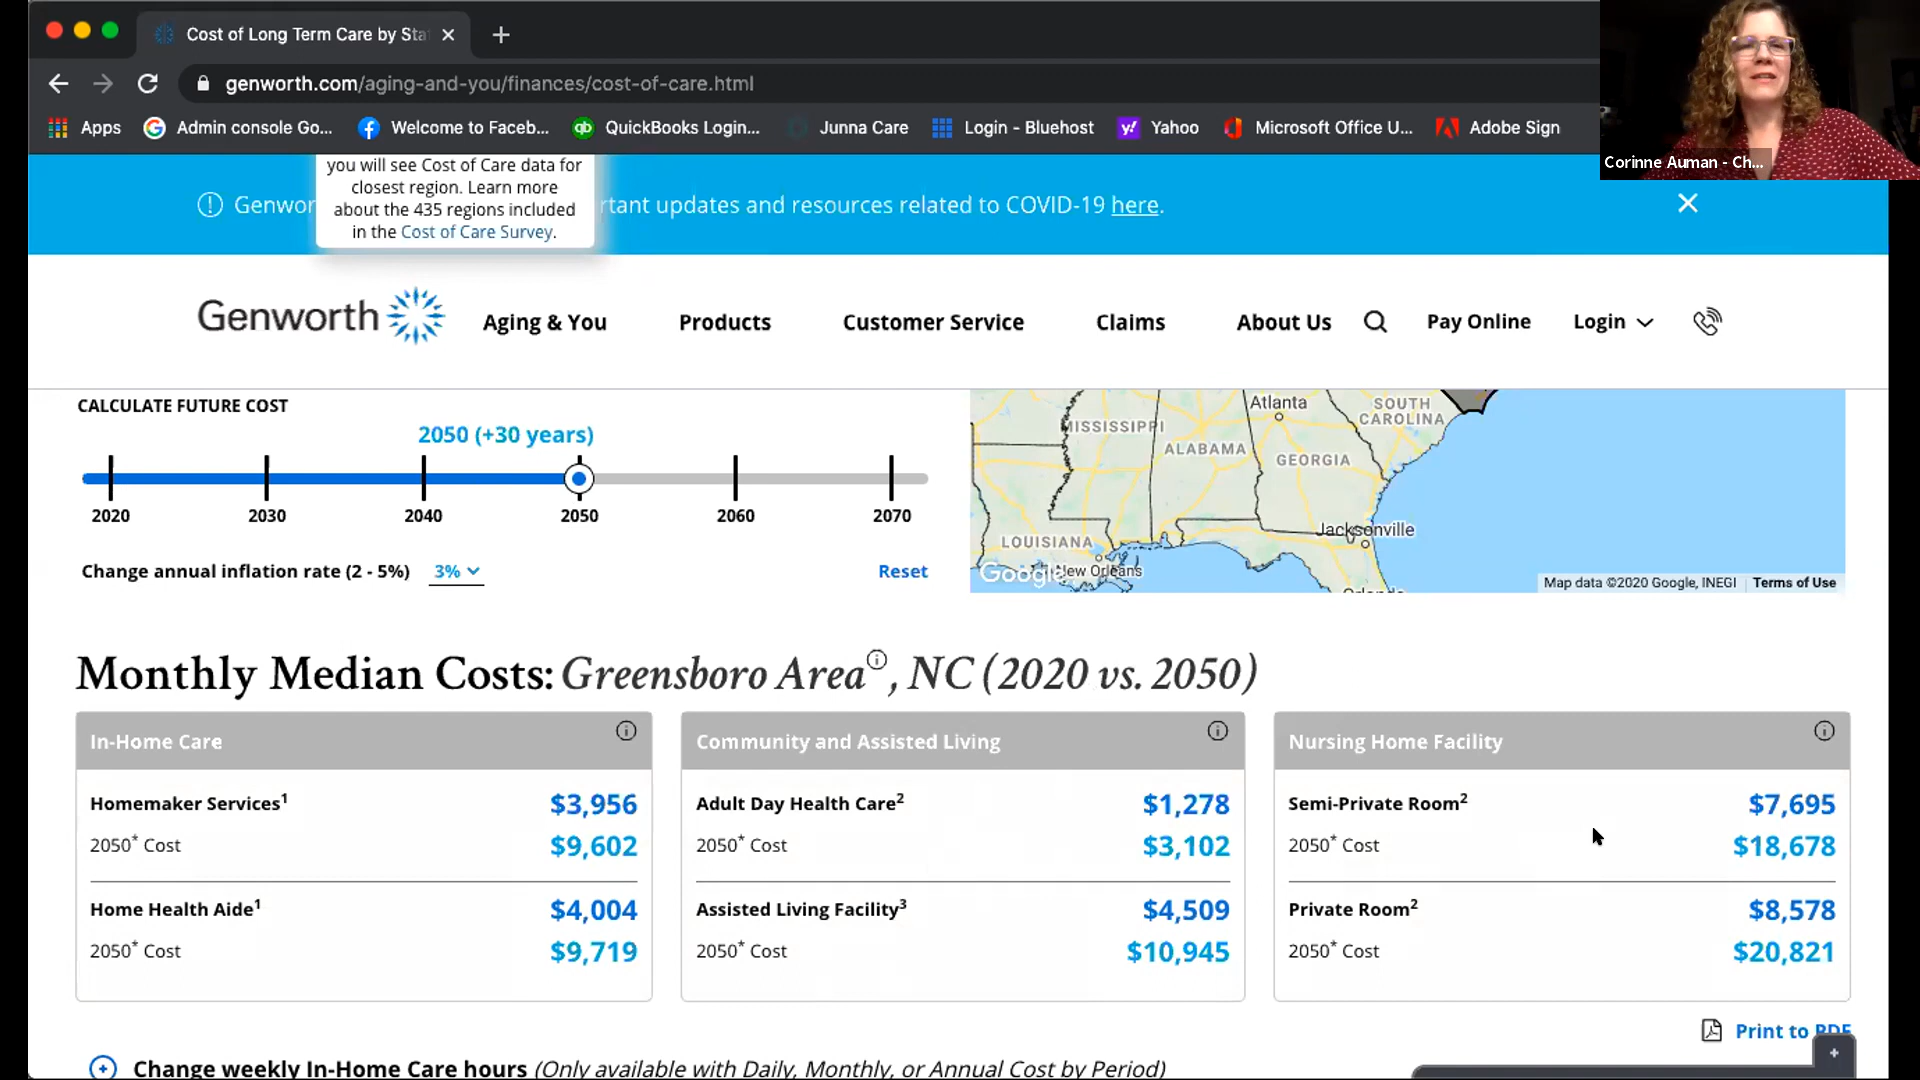 Cost of Long Term Care by Sta
genworth.com/aging-and-you/finances/cost-of-care.html
Apps Admin console Go... Welcome to Faceb... QuickBooks Login... Junna Care Login - Bluehost Yahoo Microsoft Office U... Adobe Sign
Corinne Auman - Ch...
you will see Cost of Care data for
closest region. Learn more
about the 435 regions included
in the Cost of Care Survey.
Genwor rtant updates and resources related to COVID-19 here.
Genworth
Aging & You Products Customer Service Claims About Us Pay Online Login
CALCULATE FUTURE COST
2050 (+30 years)
2020 2030 2040 2050 2060 2070
Change annual inflation rate (2 - 5%) 3% Reset
Atlanta
SOUTH
CAROLINA
MISSISSIPPI
ALABAMA
GEORGIA
Jacksonville
LOUISIANA
New Orleans
Google
Map data ©2020 Google, INEGI Terms of Use
Monthly Median Costs: Greensboro Area, NC (2020 vs. 2050)
In-Home Care
Homemaker Services1 $3,956
2050* Cost $9,602
Home Health Aide1 $4,004
2050* Cost $9,719
Community and Assisted Living
Adult Day Health Care2 $1,278
2050* Cost $3,102
Assisted Living Facility3 $4,509
2050* Cost $10,945
Nursing Home Facility
Semi-Private Room2 $7,695
2050* Cost $18,678
Private Room2 $8,578
2050* Cost $20,821
Print to PDF
Change weekly In-Home Care hours (Only available with Daily, Monthly, or Annual Cost by Period)